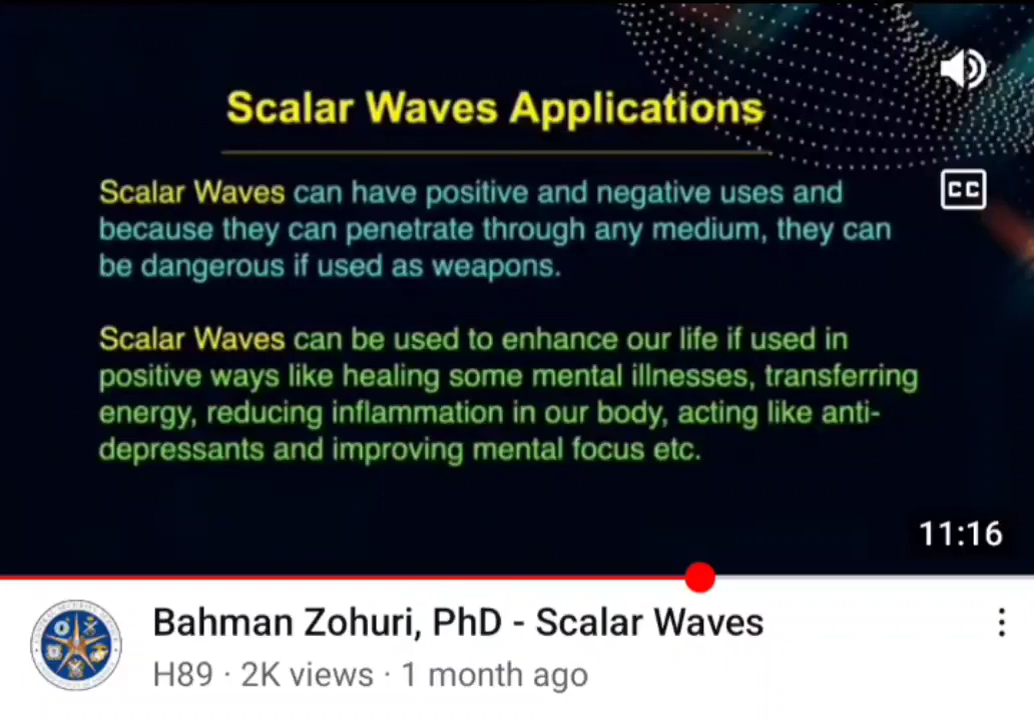 Scalar Waves Applications
CC
Scalar Waves can have positive and negative uses and
because they can penetrate through any medium, they can
be dangerous if used as weapons.
Scalar Waves can be used to enhance our life if used in
positive ways like healing some mental illnesses, transferring
energy, reducing inflammation in our body, acting like anti-
depressants and improving mental focus etc.
11:16
Bahman Zohuri, PhD - Scalar Waves
H89 · 2K views · 1 month ago